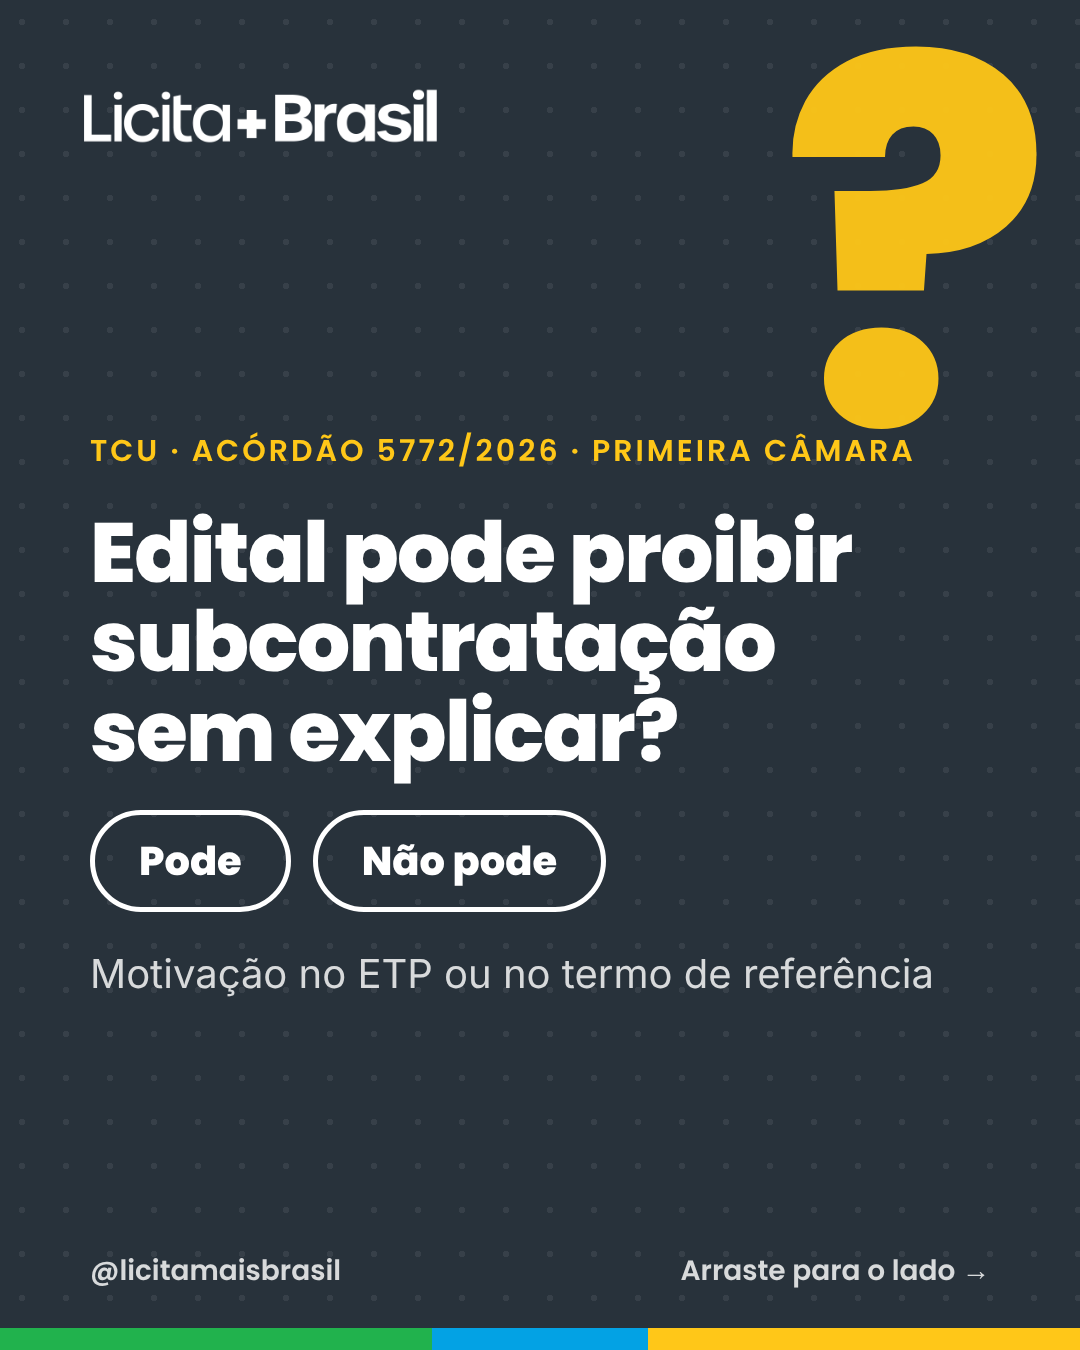 Licita+Brasil
?
TCU · ACÓRDÃO 5772/2026 · PRIMEIRA CÂMARA
Edital pode proibir
subcontratação
sem explicar?
Pode
Não pode
Motivação no ETP ou no termo de referência
@licitamaisbrasil
Arraste para o lado →